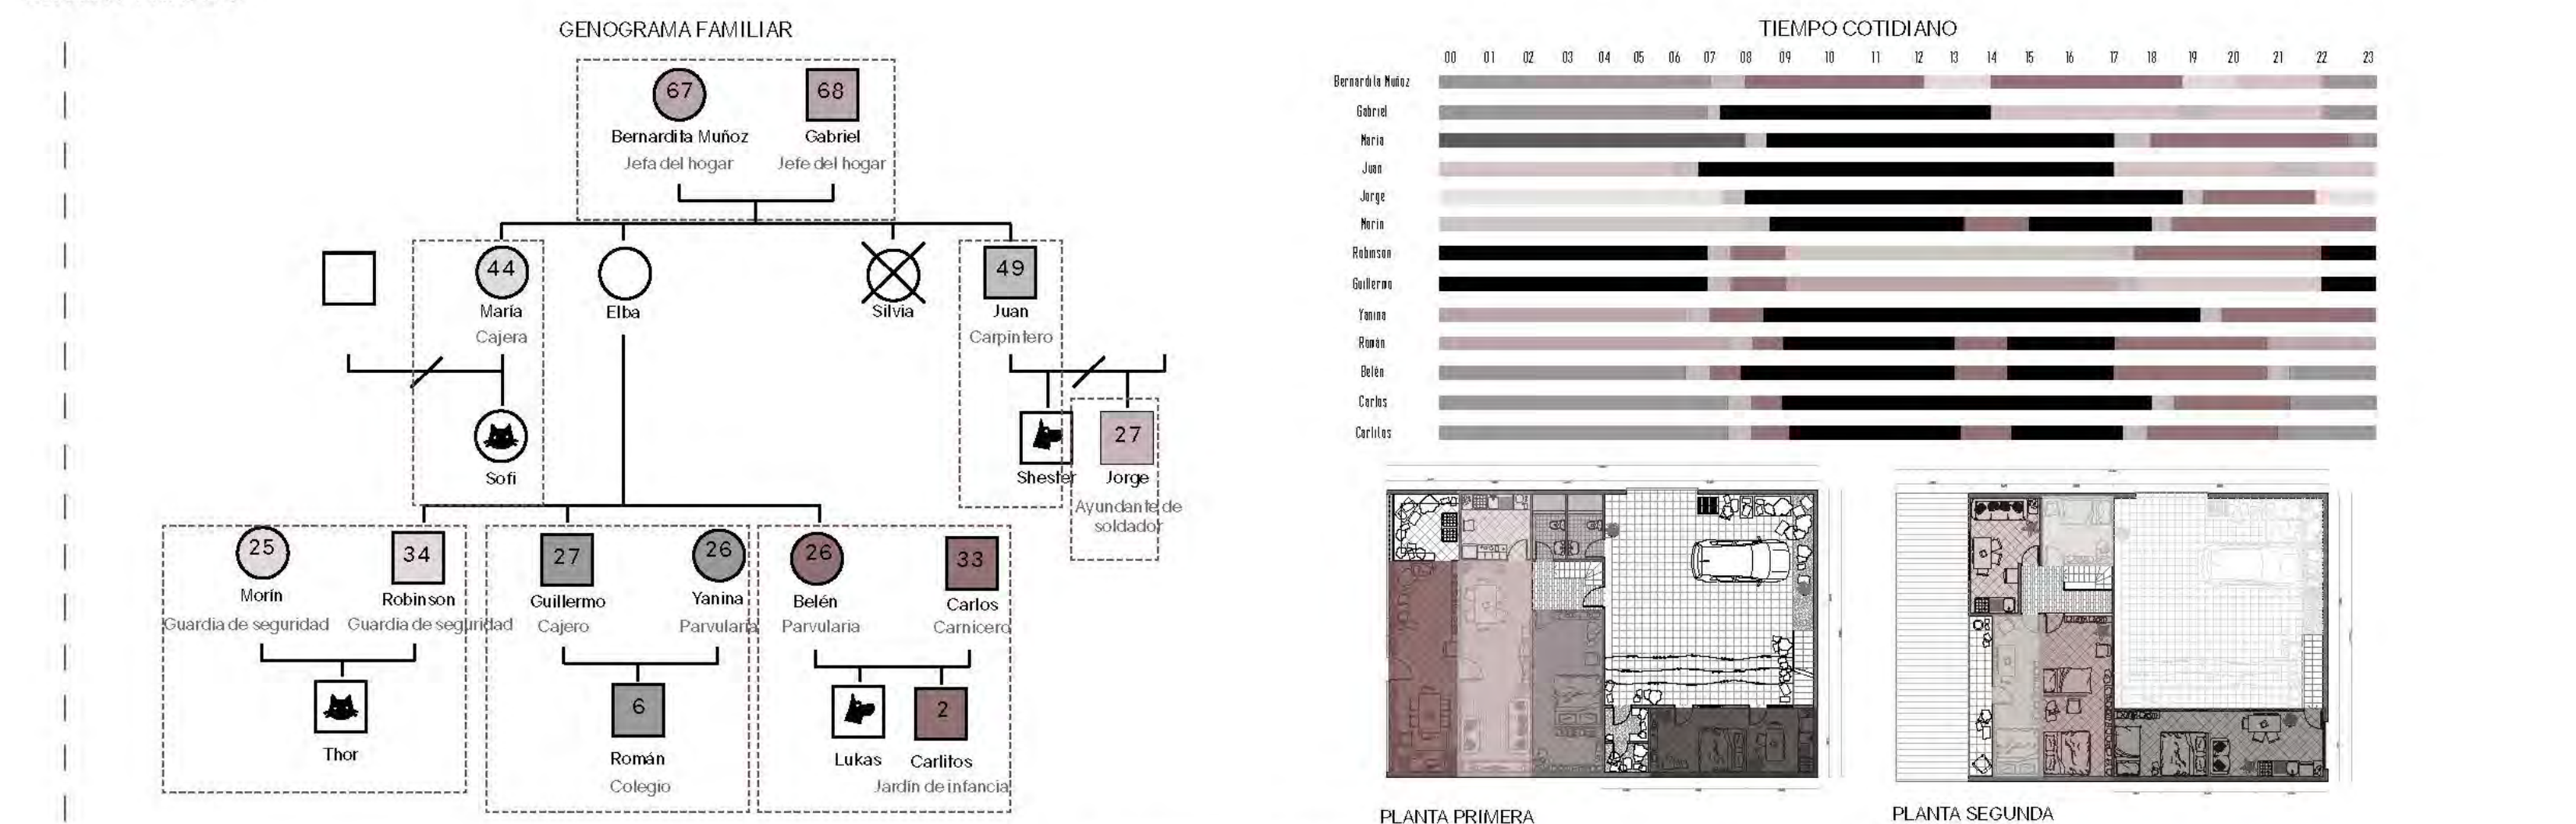 GENOGRAMA FAMILIAR
67
68
Bernardita Muñoz
Gabriel
Jefa del hogar
Jefe del hogar
44
49
María
Elba
Silvia
Juan
Cajera
Carpintero
27
Sofi
Shester
Jorge
Ayundante de
soldador
25
34
27
26
26
33
Morín
Robinson
Guillermo
Yanina
Belén
Carlos
Guardia de seguridad
Guardia de seguridad
Cajero
Parvularia
Parvularia
Carnicero
6
2
Thor
Román
Lukas
Carlitos
Colegio
Jardín de infancia
TIEMPO COTIDIANO
00 01 02 03 04 05 06 07 08 09 10 11 12 13 14 15 16 17 18 19 20 21 22 23
Bernardita Muñoz
Gabriel
María
Juan
Jorge
Morín
Robinson
Guillermo
Yanina
Román
Belén
Carlos
Carlitos
PLANTA PRIMERA
PLANTA SEGUNDA